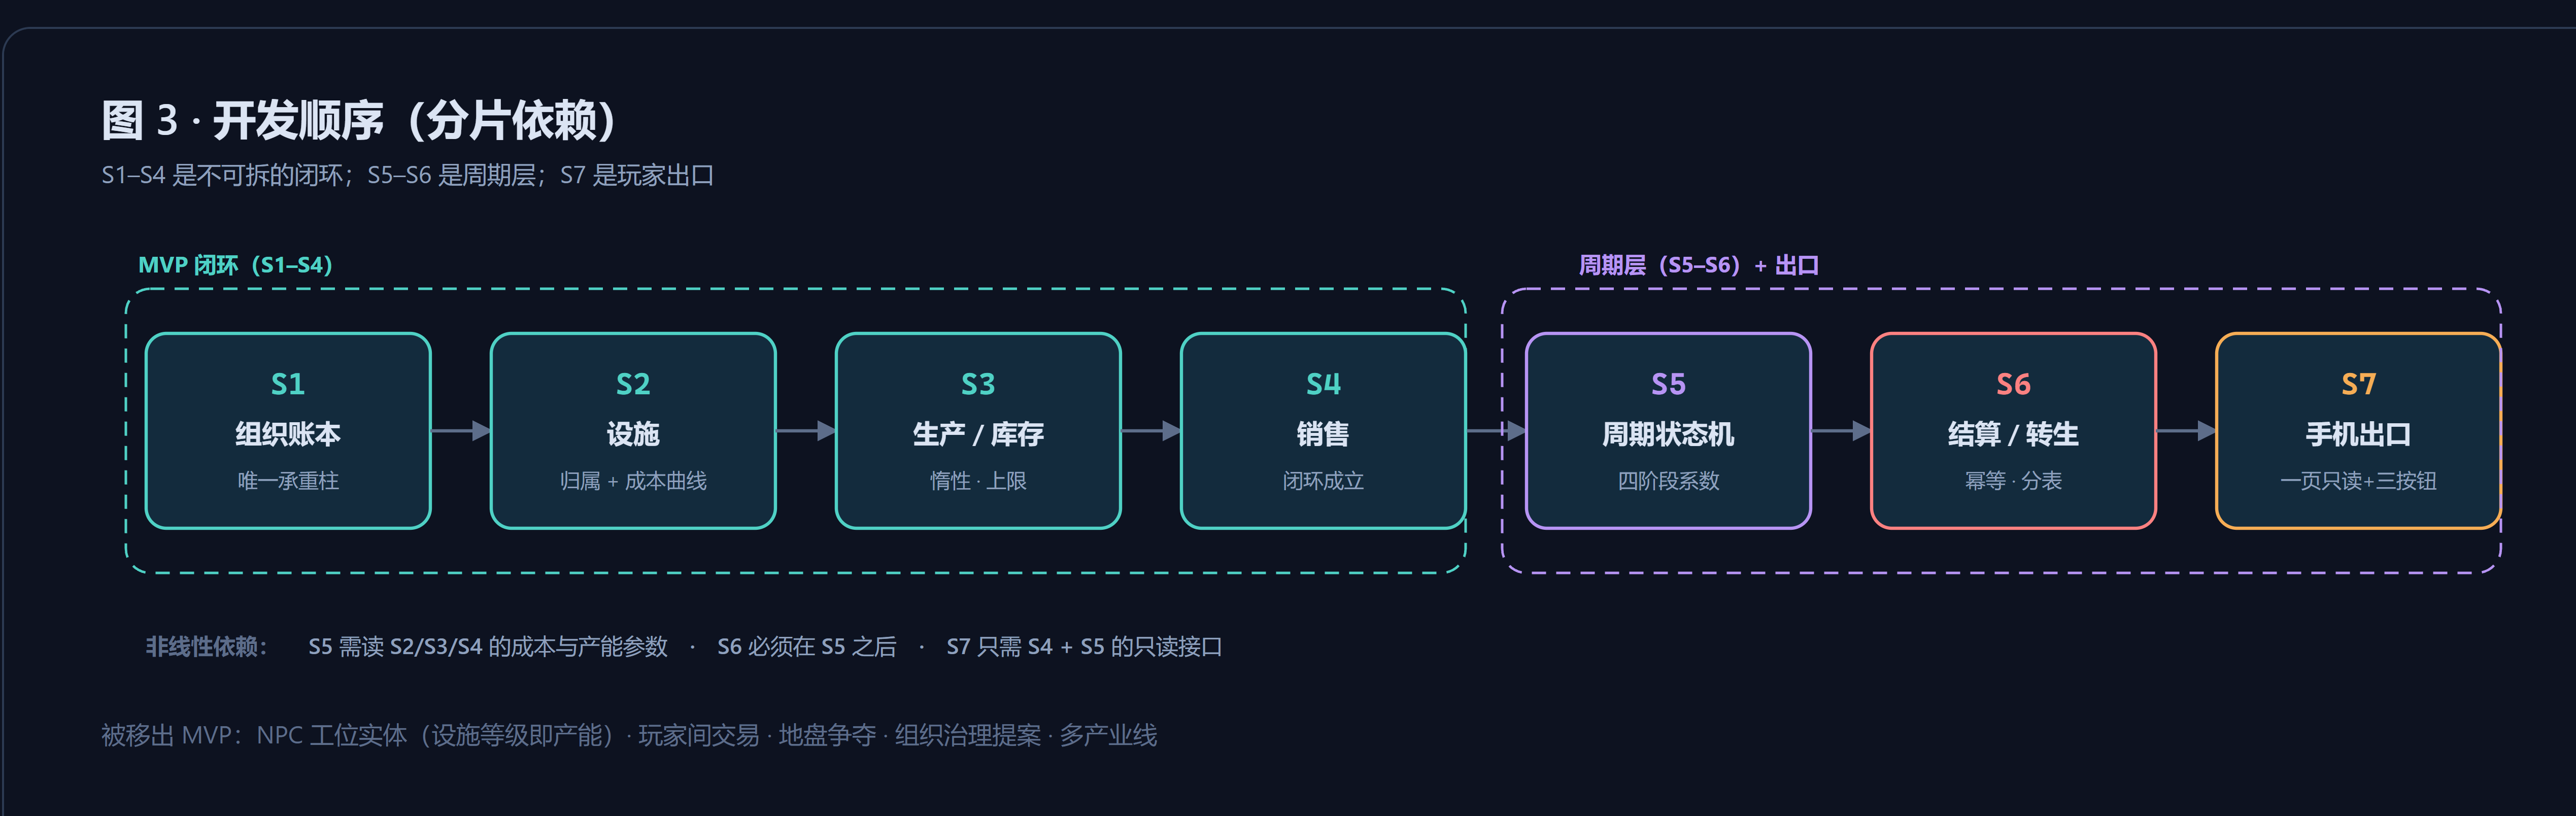 图 3 · 开发顺序（分片依赖）
S1–S4 是不可拆的闭环；S5–S6 是周期层；S7 是玩家出口
MVP 闭环（S1–S4）
周期层（S5–S6）+ 出口
S1
组织账本
唯一承重柱
S2
设施
归属 + 成本曲线
S3
生产 / 库存
惰性 · 上限
S4
销售
闭环成立
S5
周期状态机
四阶段系数
S6
结算 / 转生
幂等 · 分表
S7
手机出口
一页只读+三按钮
非线性依赖： S5 需读 S2/S3/S4 的成本与产能参数 · S6 必须在 S5 之后 · S7 只需 S4 + S5 的只读接口
被移出 MVP：NPC 工位实体（设施等级即产能）· 玩家间交易 · 地盘争夺 · 组织治理提案 · 多产业线